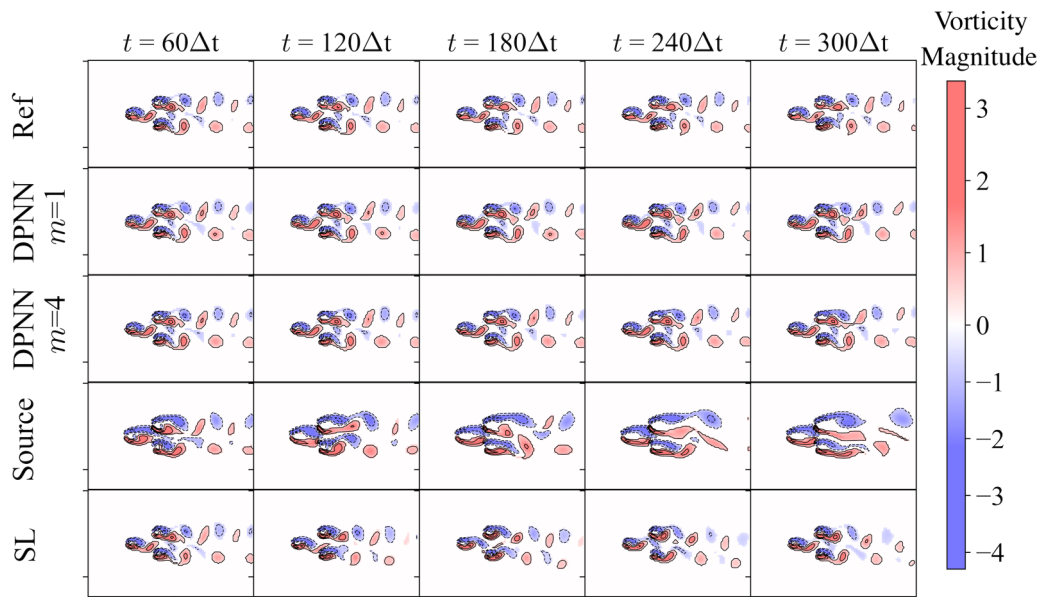 Vorticity
Magnitude
t = 60Δt
t = 120Δt
t = 180Δt
t = 240Δt
t = 300Δt
Ref
DPNN
m=1
DPNN
m=4
Source
SL
3
2
1
0
−1
−2
−3
−4